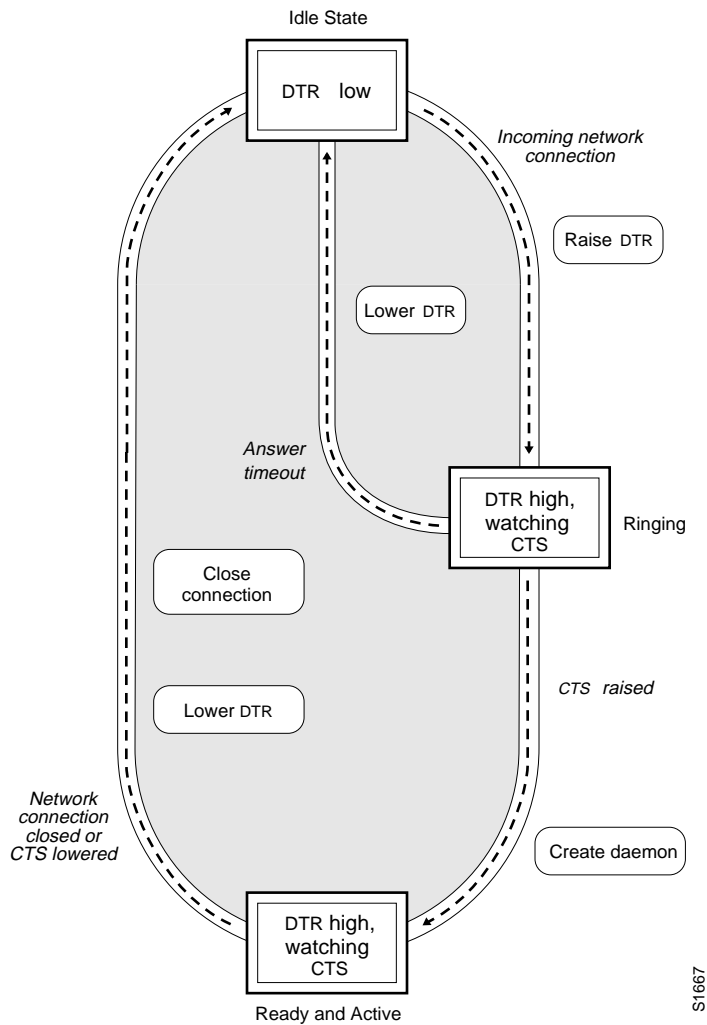 Idle State
DTR low
Incoming network
connection
Raise DTR
Lower DTR
Answer
timeout
DTR high,
watching
CTS
Ringing
Close
connection
CTS raised
Lower DTR
Network
connection
closed or
CTS lowered
Create daemon
DTR high,
watching
CTS
Ready and Active
S1667